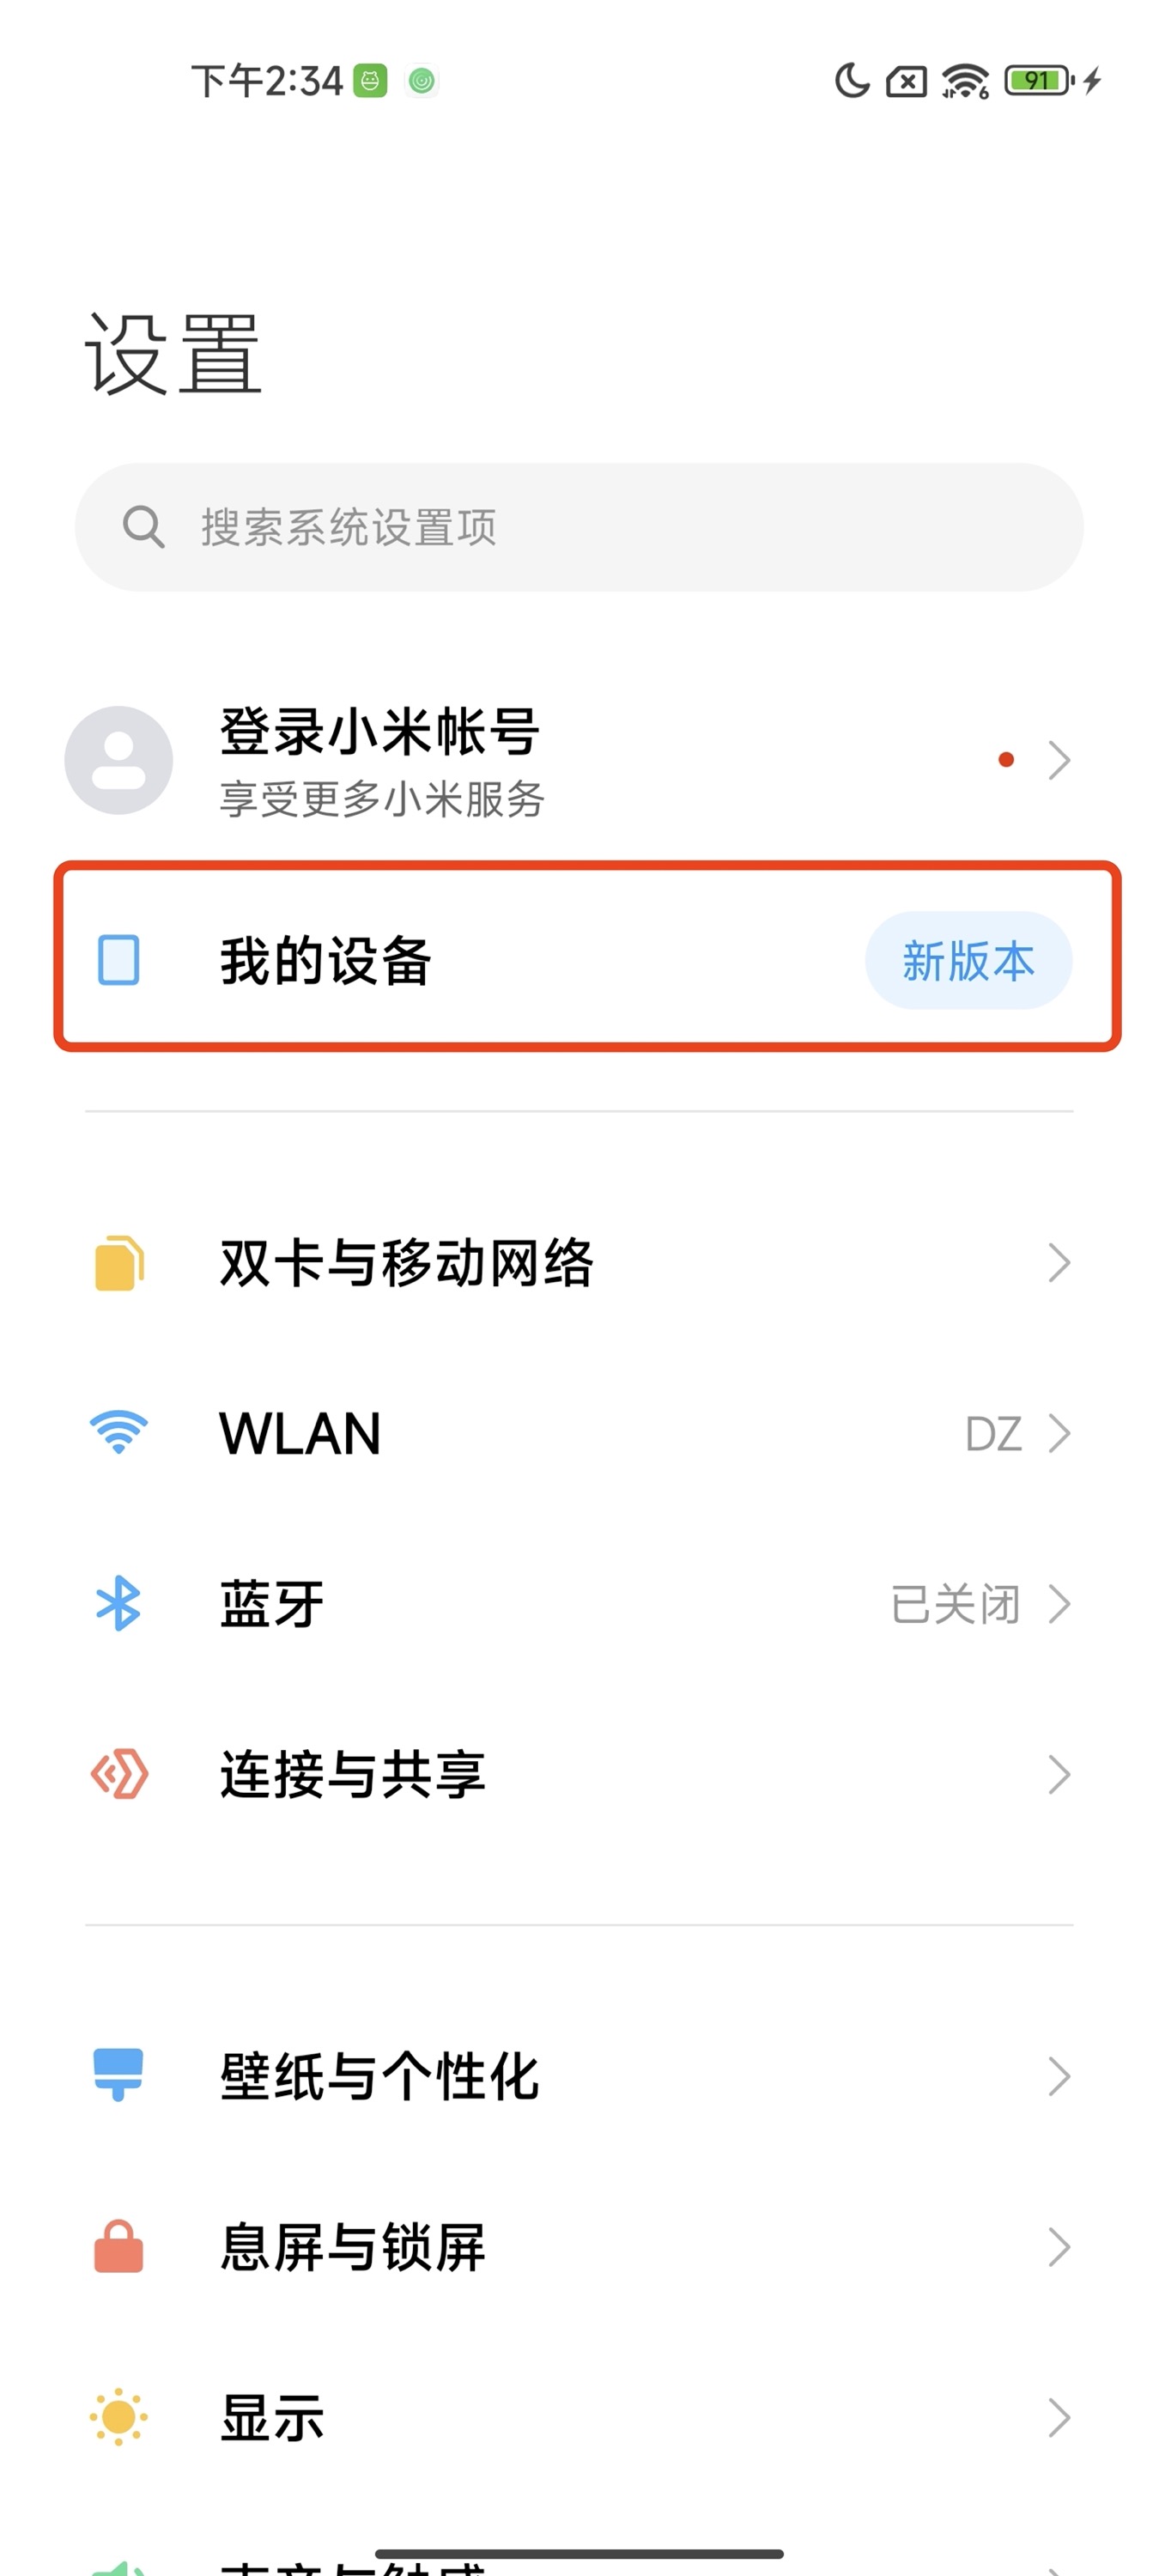 下午2:34
91
设置
搜索系统设置项
登录小米帐号
享受更多小米服务
我的设备
新版本
双卡与移动网络
WLAN
DZ
蓝牙
已关闭
连接与共享
壁纸与个性化
息屏与锁屏
显示